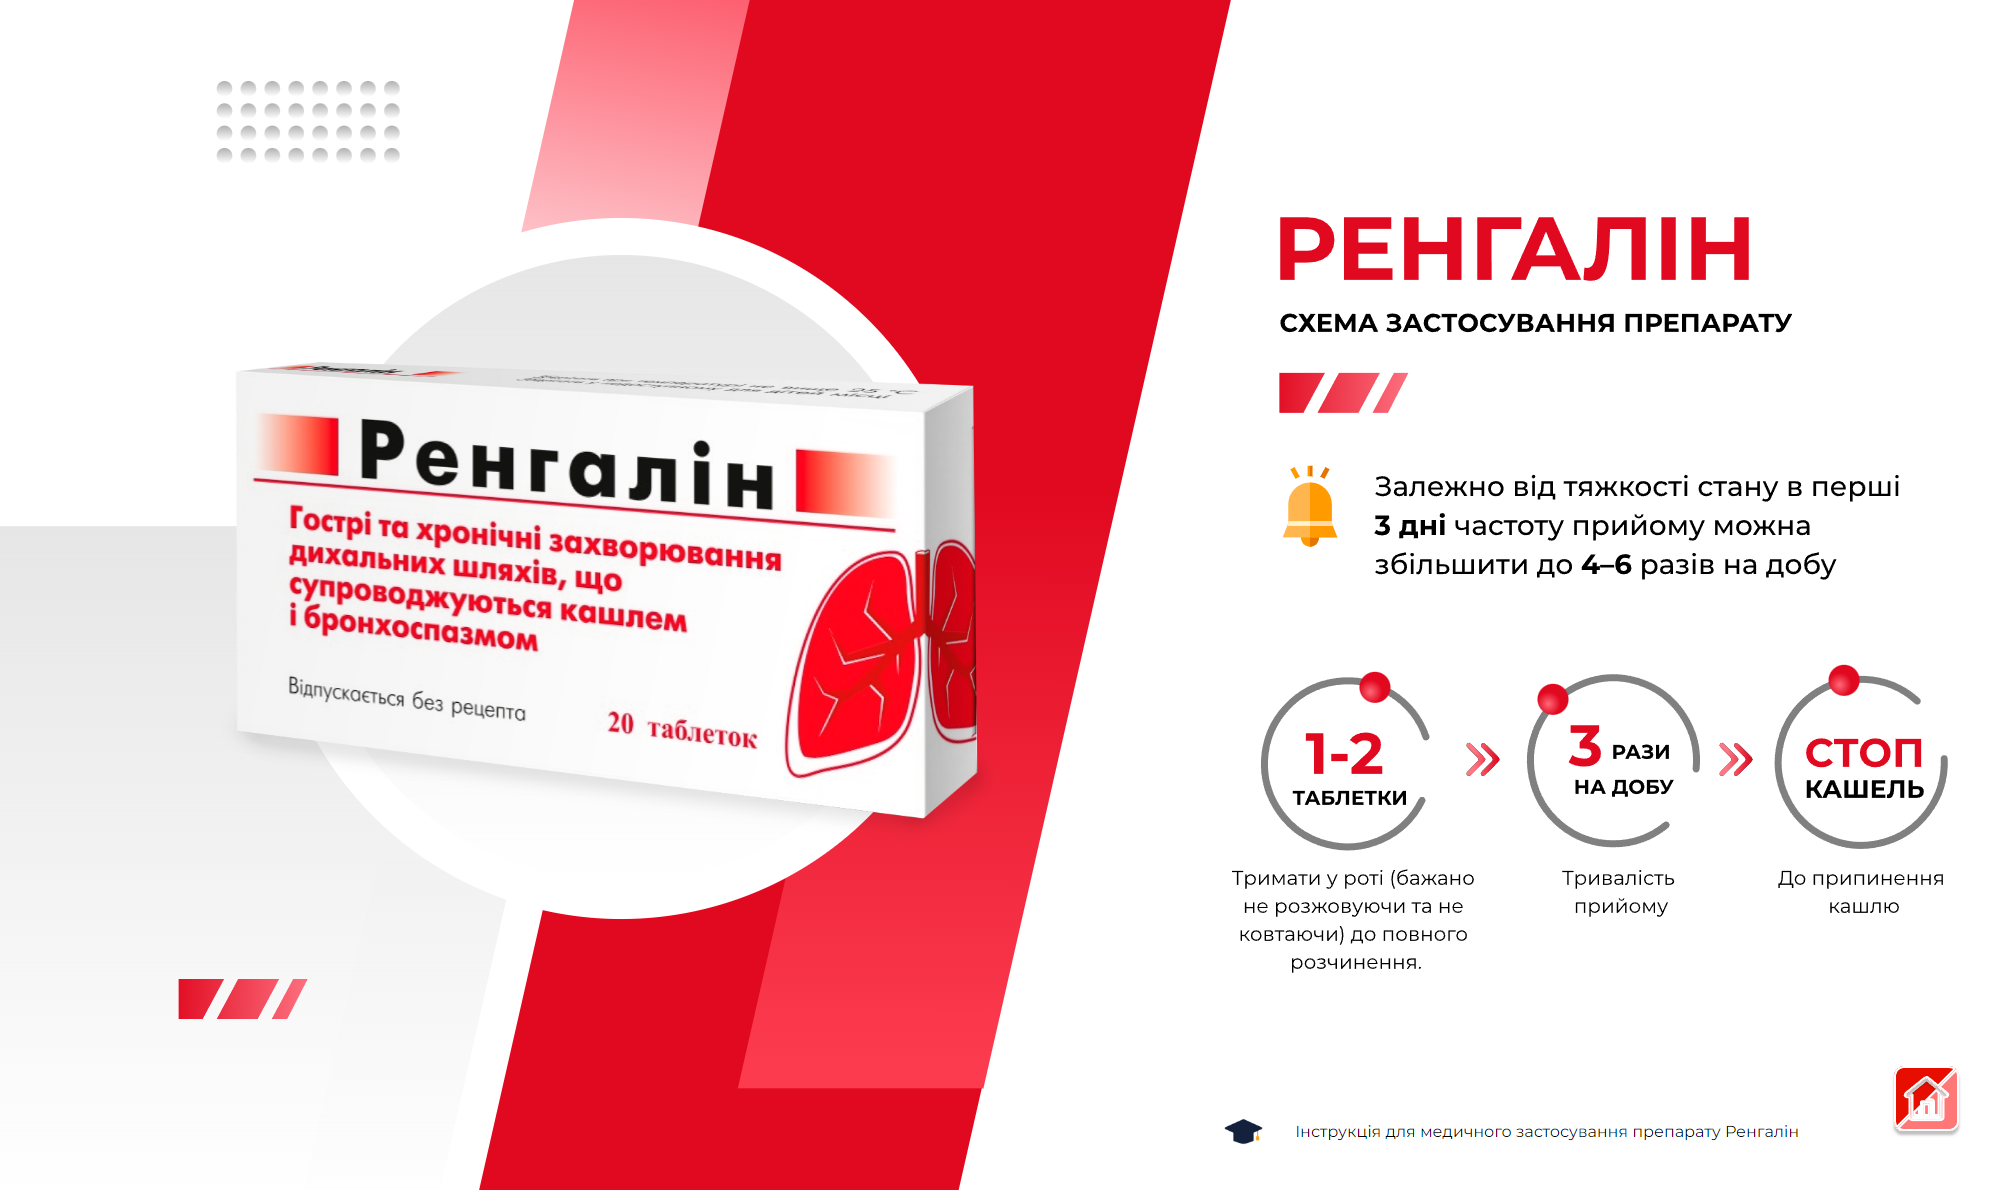 Ренгалін
Гострі та хронічні захворювання
дихальних шляхів, що
супроводжуються кашлем
і бронхоспазмом
Відпускається без рецепта
20 таблеток
РЕНГАЛІН
СХЕМА ЗАСТОСУВАННЯ ПРЕПАРАТУ
Залежно від тяжкості стану в перші
3 дні частоту прийому можна
збільшити до 4–6 разів на добу
1-2
ТАБЛЕТКИ
Тримати у роті (бажано
не розжовуючи та не
ковтаючи) до повного
розчинення.
3 РАЗИ
НА ДОБУ
Тривалість
прийому
СТОП
КАШЕЛЬ
До припинення
кашлю
Інструкція для медичного застосування препарату Ренгалін